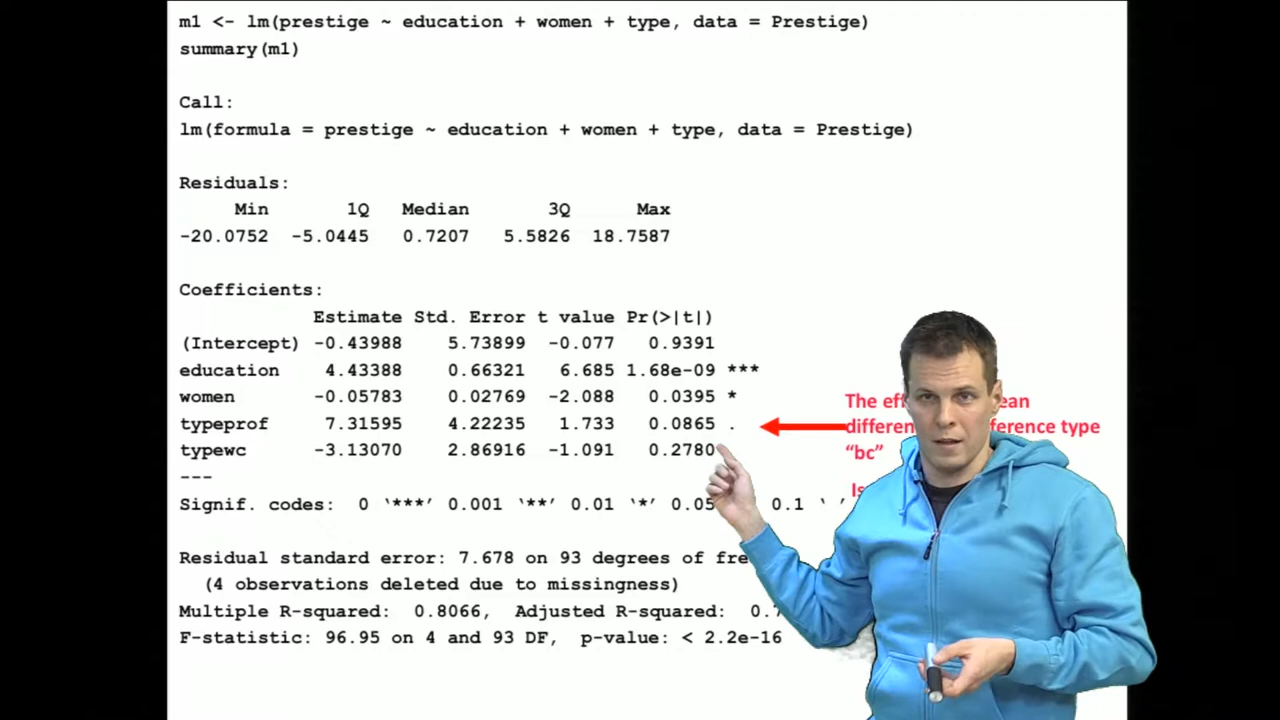 m1 <- lm(prestige ~ education + women + type, data = Prestige)
summary(m1)
Call:
lm(formula = prestige ~ education + women + type, data = Prestige)
Residuals:
Min 1Q Median 3Q Max
-20.0752 -5.0445 0.7207 5.5826 18.7587
Coefficients:
Estimate Std. Error t value Pr(>|t|)
(Intercept) -0.43988 5.73899 -0.077 0.9391
education 4.43388 0.66321 6.685 1.68e-09 ***
women -0.05783 0.02769 -2.088 0.0395 *
typeprof 7.31595 4.22235 1.733 0.0865 .
typewc -3.13070 2.86916 -1.091 0.2780
---
Signif. codes: 0 ‘***’ 0.001 ‘**’ 0.01 ‘*’ 0.05 0.1 ‘ ’
The
type
“bc”
Residual standard error: 7.678 on 93 degrees of
(4 observations deleted due to missingness)
Multiple R-squared: 0.8066, Adjusted R-squared:
F-statistic: 96.95 on 4 and 93 DF, p-value: < 2.2e-16